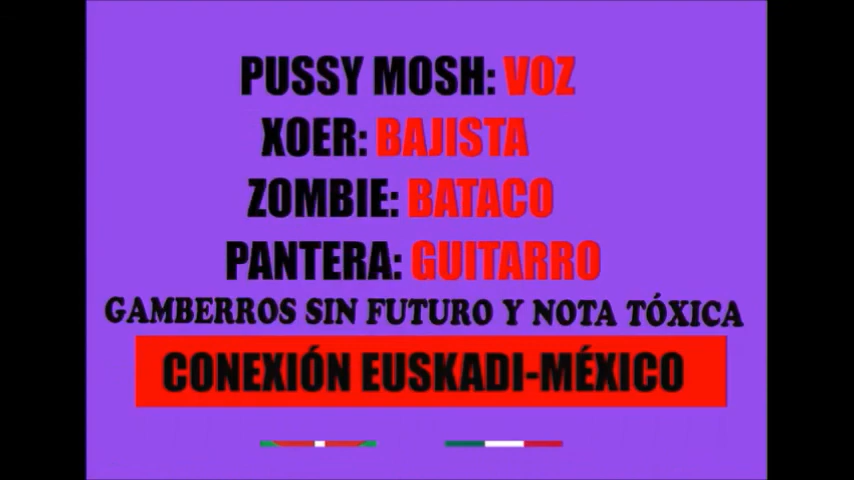 PUSSY MOSH: VOZ
XOER: BAJISTA
ZOMBIE: BATACO
PANTERA: GUITARRO
GAMBERROS SIN FUTURO Y NOTA TÓXICA
CONEXIÓN EUSKADI-MÉXICO